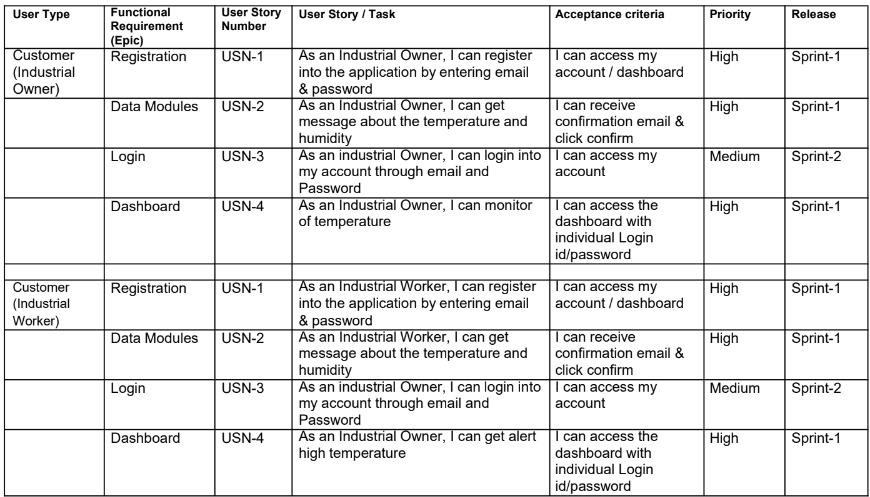 User Type Functional Requirement (Epic) User Story Number User Story / Task Acceptance criteria Priority Release
Customer (Industrial Owner) Registration USN-1 As an Industrial Owner, I can register into the application by entering email & password I can access my account / dashboard High Sprint-1
Data Modules USN-2 As an Industrial Owner, I can get message about the temperature and humidity I can receive confirmation email & click confirm High Sprint-1
Login USN-3 As an industrial Owner, I can login into my account through email and Password I can access my account Medium Sprint-2
Dashboard USN-4 As an Industrial Owner, I can monitor of temperature I can access the dashboard with individual Login id/password High Sprint-1
Customer (Industrial Worker) Registration USN-1 As an Industrial Worker, I can register into the application by entering email & password I can access my account / dashboard High Sprint-1
Data Modules USN-2 As an Industrial Worker, I can get message about the temperature and humidity I can receive confirmation email & click confirm High Sprint-1
Login USN-3 As an industrial Owner, I can login into my account through email and Password I can access my account Medium Sprint-2
Dashboard USN-4 As an Industrial Owner, I can get alert high temperature I can access the dashboard with individual Login id/password High Sprint-1